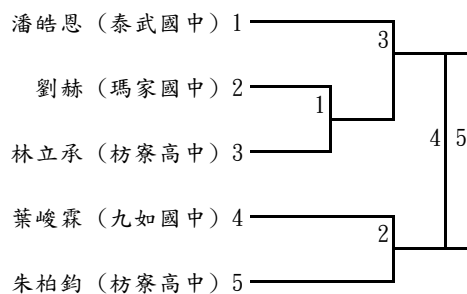 潘皓恩（泰武國中）1
3
劉赫（瑪家國中）2
1
林立承（枋寮高中）3
4 5
葉峻霖（九如國中）4
2
朱柏鈞（枋寮高中）5